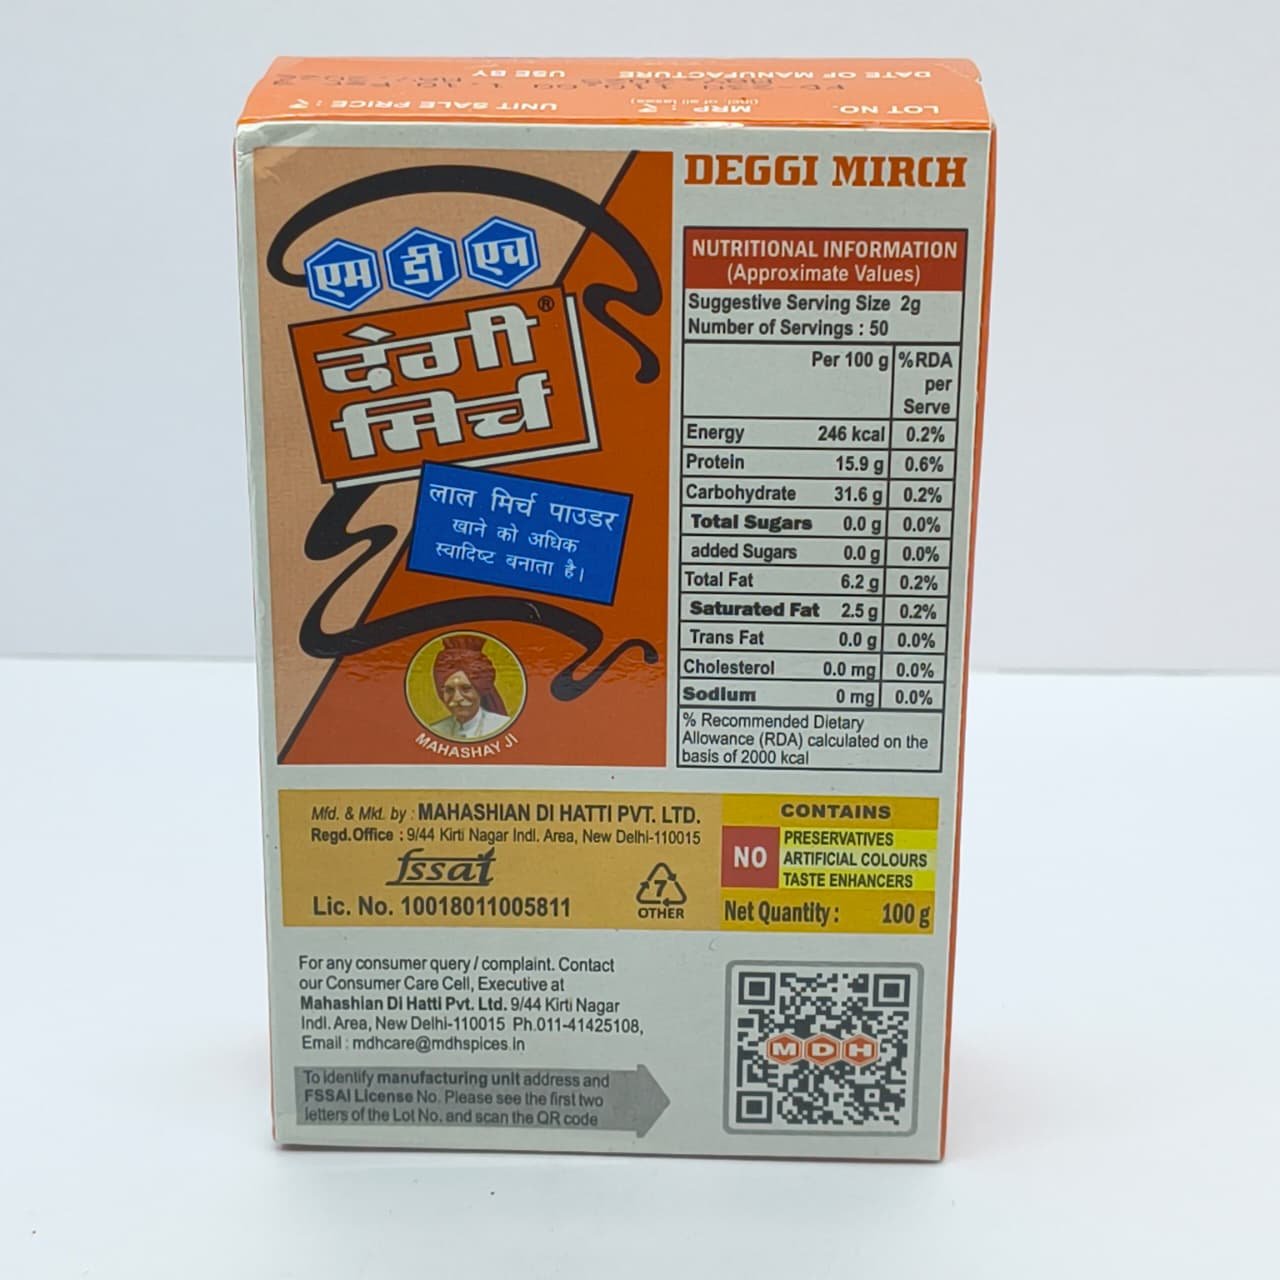 DATE OF MANUFACTURE
USE BY
LOT NO.
MRP : ₹
(incl. of all taxes)
UNIT SALE PRICE : ₹
एम डी एच
देगी
मिर्च
®
लाल मिर्च पाउडर
खाने को अधिक
स्वादिष्ट बनाता है।
MAHASHAY JI
DEGGI MIRCH
NUTRITIONAL INFORMATION
(Approximate Values)
Suggestive Serving Size 2g
Number of Servings : 50
Per 100 g %RDA
per
Serve
Energy 246 kcal 0.2%
Protein 15.9 g 0.6%
Carbohydrate 31.6 g 0.2%
Total Sugars 0.0 g 0.0%
added Sugars 0.0 g 0.0%
Total Fat 6.2 g 0.2%
Saturated Fat 2.5 g 0.2%
Trans Fat 0.0 g 0.0%
Cholesterol 0.0 mg 0.0%
Sodium 0 mg 0.0%
% Recommended Dietary
Allowance (RDA) calculated on the
basis of 2000 kcal
Mfd. & Mkt. by : MAHASHIAN DI HATTI PVT. LTD.
Regd.Office : 9/44 Kirti Nagar Indl. Area, New Delhi-110015
fssai
Lic. No. 10018011005811
7
OTHER
CONTAINS
NO
PRESERVATIVES
ARTIFICIAL COLOURS
TASTE ENHANCERS
Net Quantity : 100 g
For any consumer query / complaint. Contact
our Consumer Care Cell, Executive at
Mahashian Di Hatti Pvt. Ltd. 9/44 Kirti Nagar
Indl. Area, New Delhi-110015 Ph.011-41425108,
Email : mdhcare@mdhspices.in
To identify manufacturing unit address and
FSSAI License No. Please see the first two
letters of the Lot No. and scan the QR code
MDH